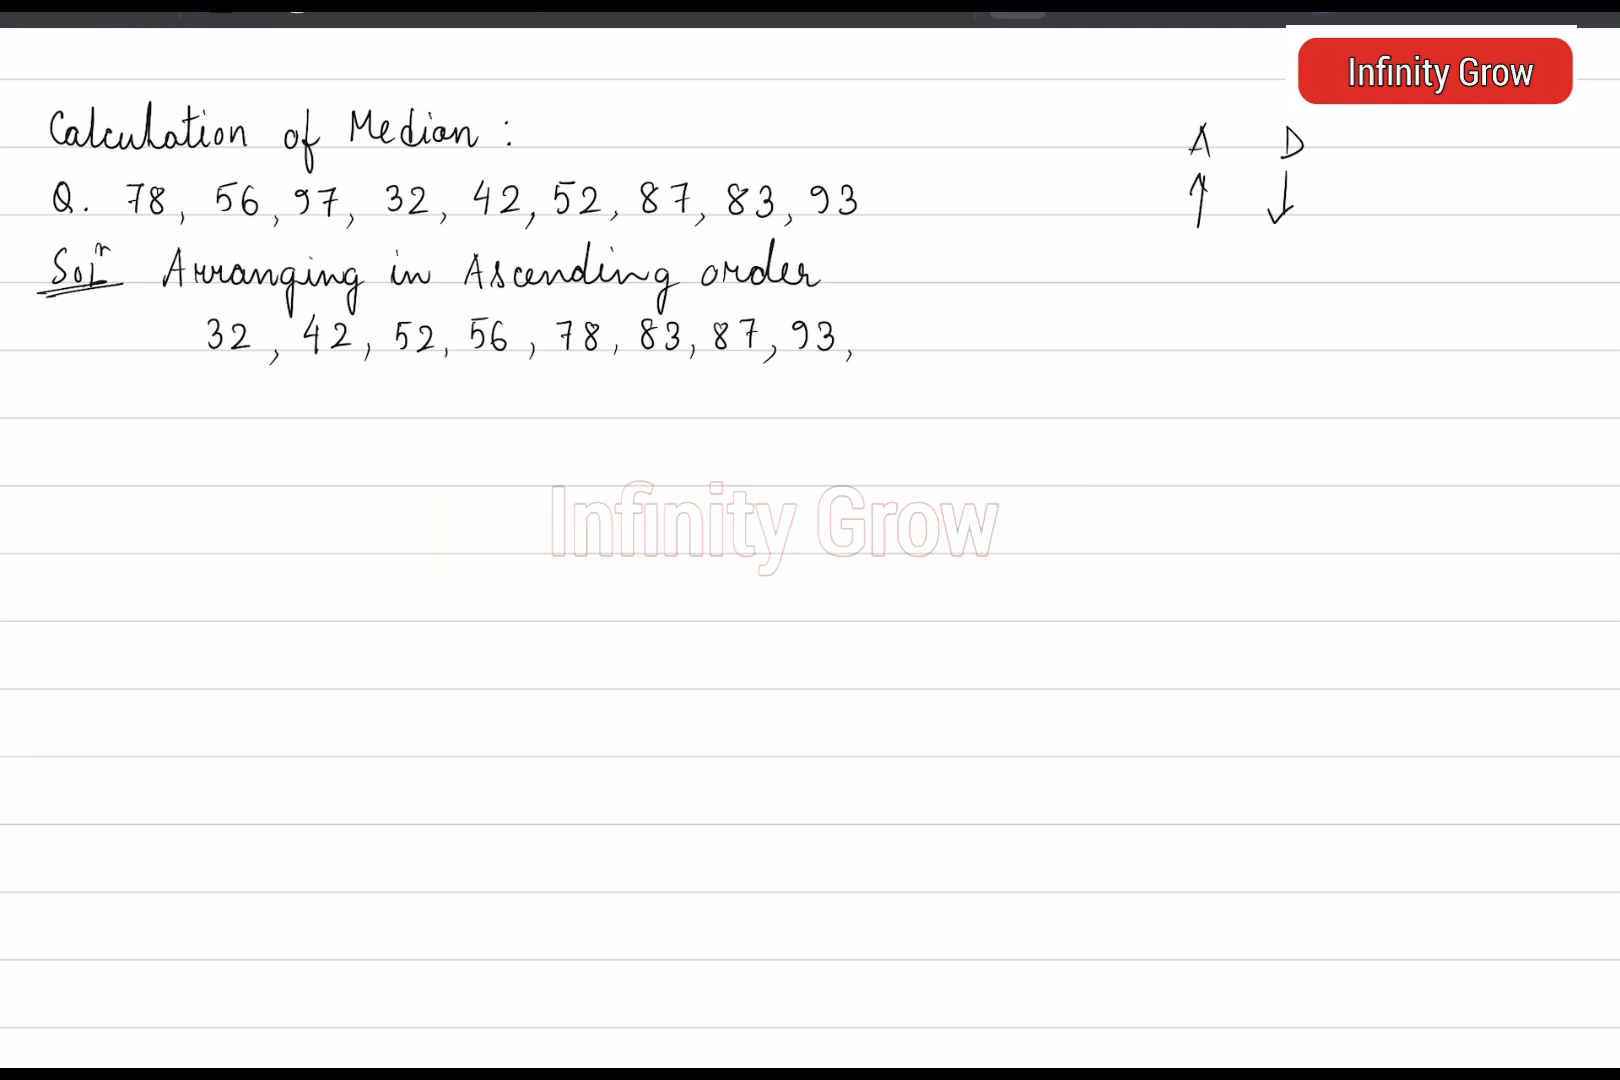 Infinity Grow
Calculation of Median :
A D
Q. 78, 56, 97, 32, 42, 52, 87, 83, 93
↑ ↓
Solⁿ Arranging in Ascending order
32, 42, 52, 56, 78, 83, 87, 93,
Infinity Grow